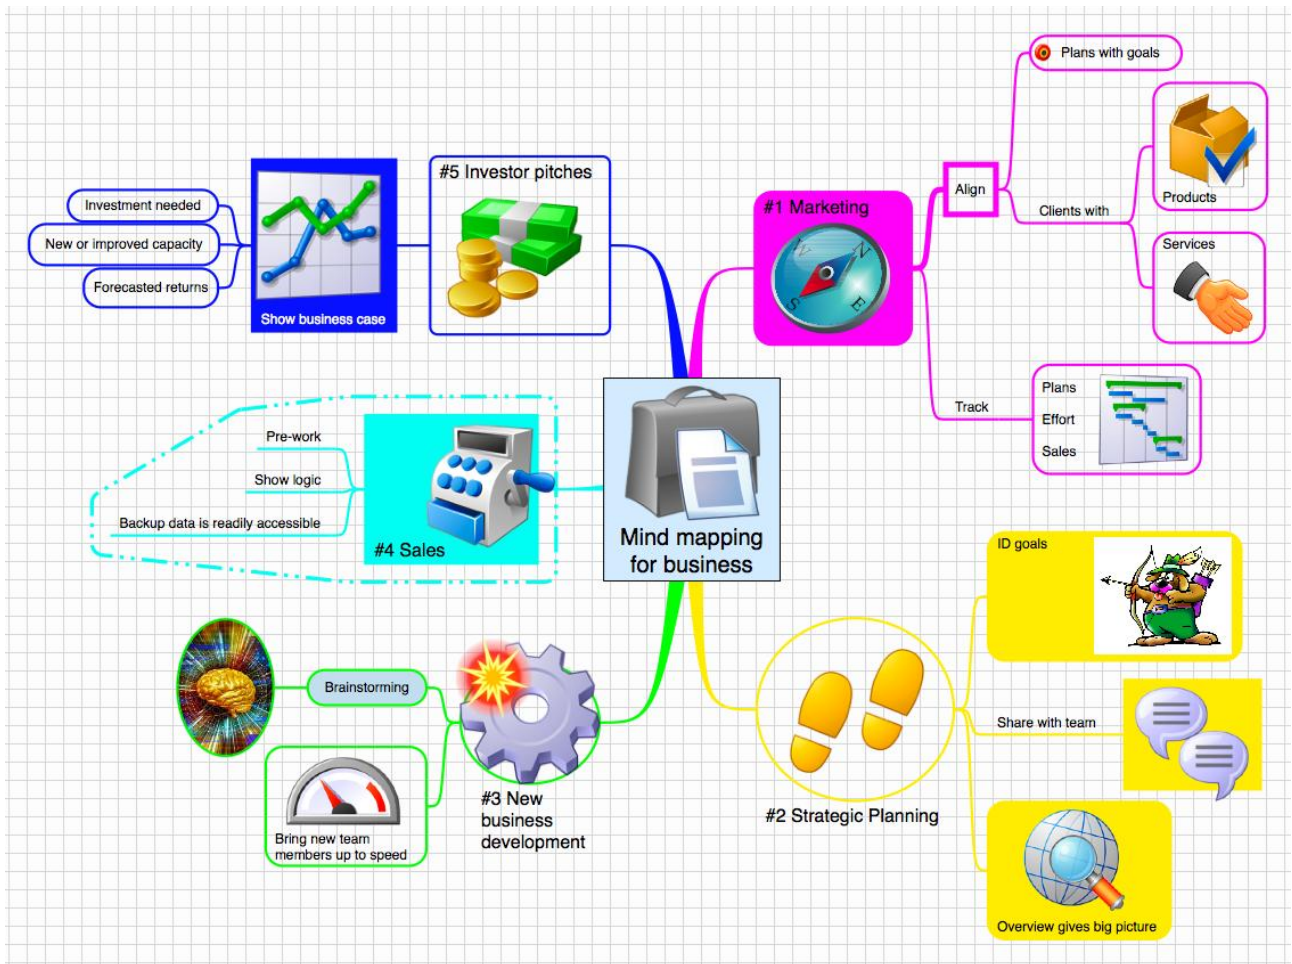 Mind mapping
for business
#1 Marketing
W
N
S
E
Align
Plans with goals
Clients with
Products
Services
Track
Plans
Effort
Sales
#2 Strategic Planning
ID goals
Share with team
Overview gives big picture
#3 New
business
development
Brainstorming
Bring new team
members up to speed
#4 Sales
Pre-work
Show logic
Backup data is readily accessible
#5 Investor pitches
Show business case
Investment needed
New or improved capacity
Forecasted returns